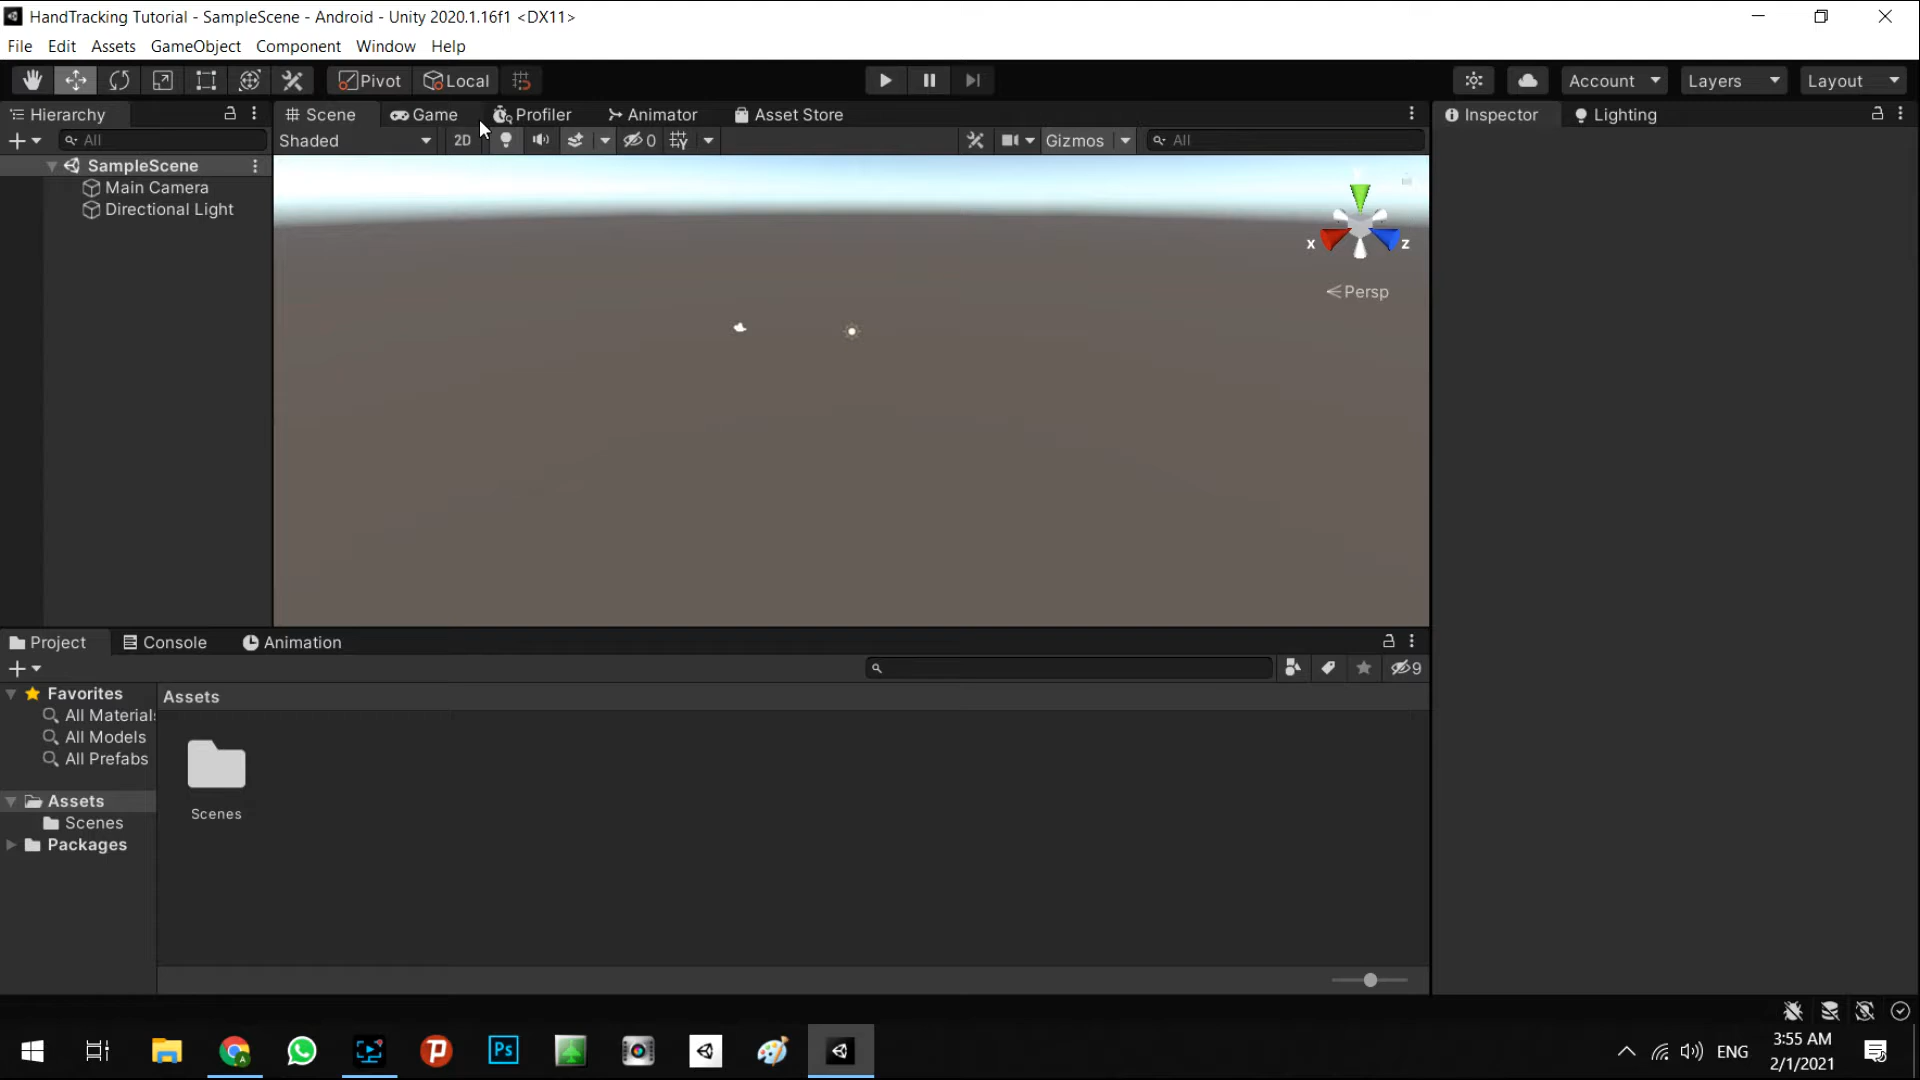 HandTracking Tutorial - SampleScene - Android - Unity 2020.1.16f1 <DX11>
File Edit Assets GameObject Component Window Help
Pivot Local Account Layers Layout
Hierarchy Scene Game Profiler Animator Asset Store Inspector Lighting
All Shaded 2D 0 Gizmos All
SampleScene
Main Camera
Directional Light
x z
Persp
Project Console Animation
9
Favorites
Assets
All Materials
All Models
All Prefabs
Assets
Scenes
Packages
Scenes
Ps
ENG
3:55 AM
2/1/2021